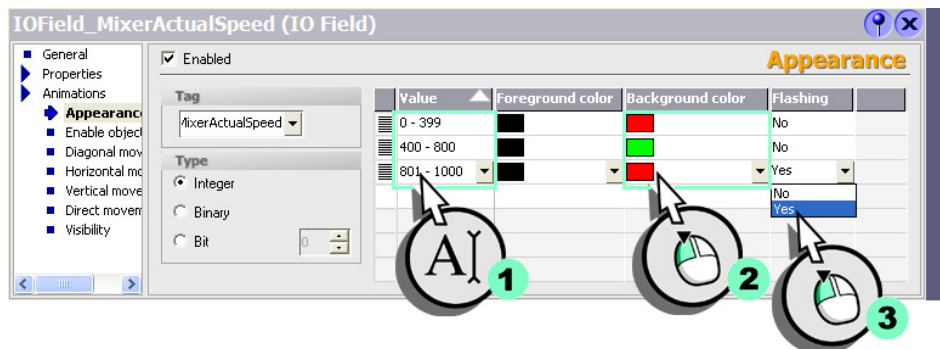 IOField_MixerActualSpeed (IO Field)
General
Properties
Animations
Appearanc
Enable object
Diagonal mov
Horizontal mo
Vertical move
Direct movem
Visibility
Enabled
Appearance
Tag
MixerActualSpeed
Type
Integer
Binary
Bit
0
Value Foreground color Background color Flashing
0 - 399 No
400 - 800 No
801 - 1000 Yes
No
Yes
A
1
2
3